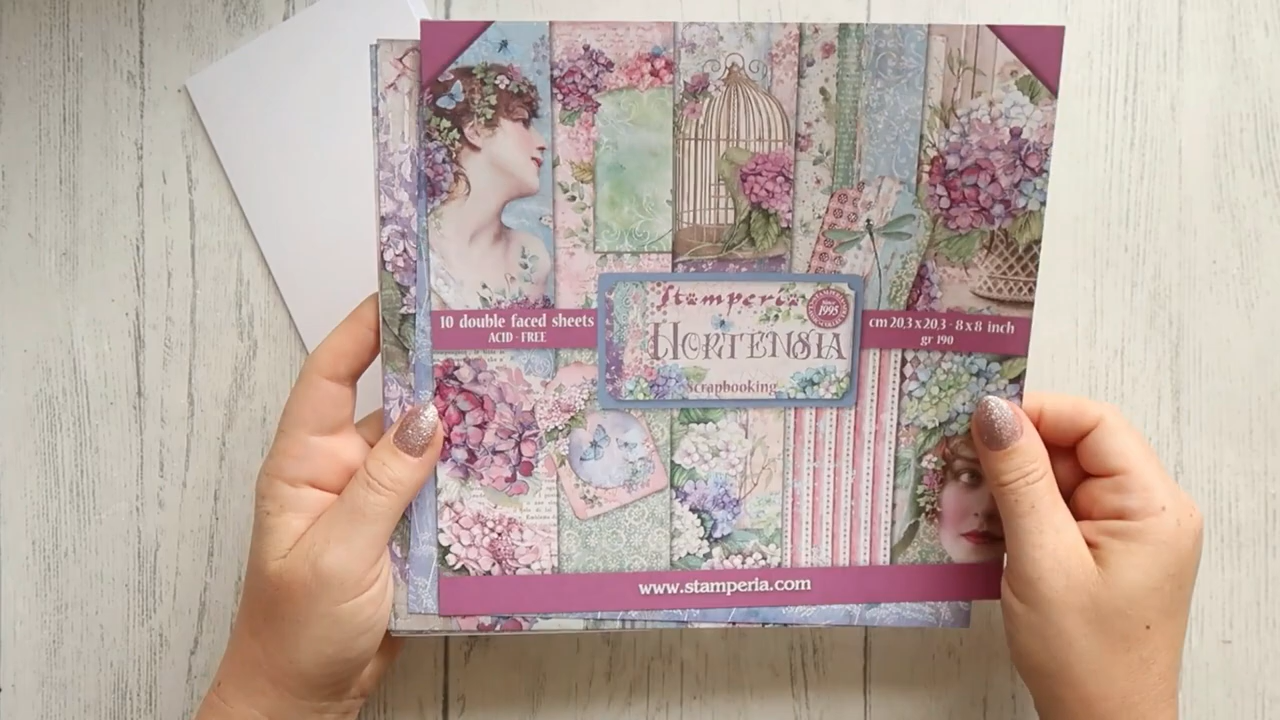 10 double faced sheets
ACID - FREE
Stamperia
Since
1995
HORTENSIA
Scrapbooking
cm 20,3 x 20,3 - 8 x 8 inch
gr 190
www.stamperia.com